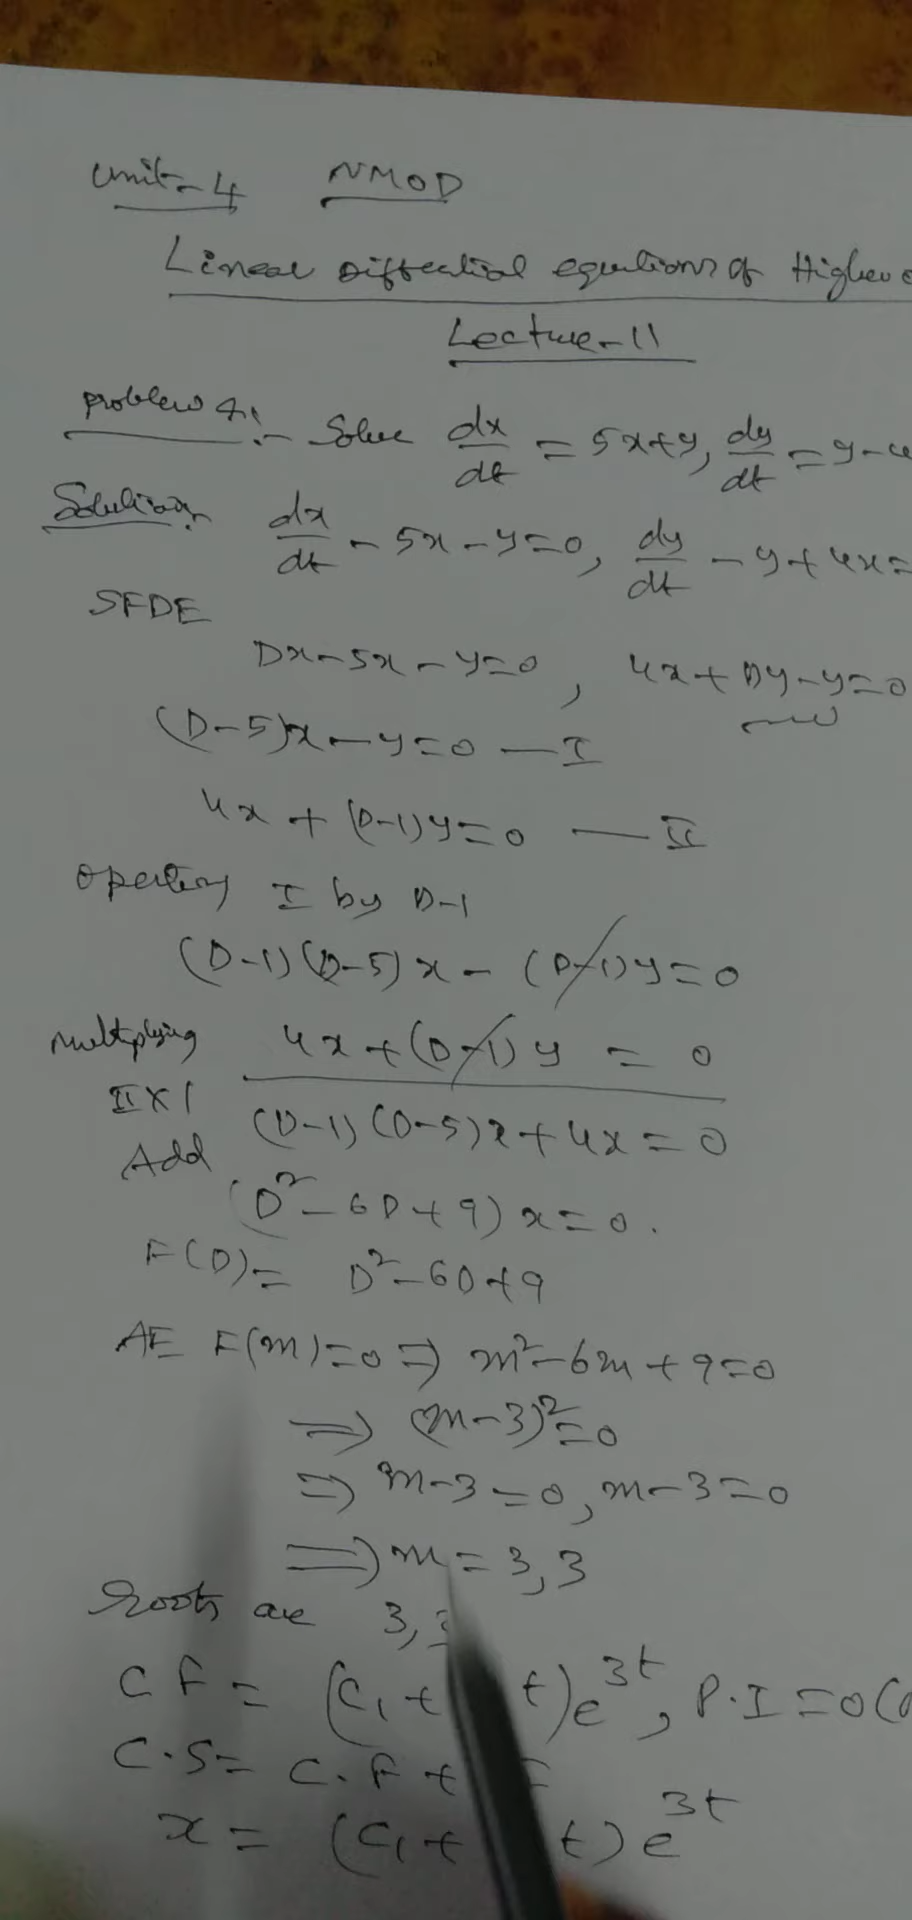 Unit-4 NMOD
Linear Differential equations of Higher
Lecture-11
Problem 4:- Solve dx/dt = 5x+y, dy/dt = y-4
Solution dx/dt - 5x - y=0, dy/dt - y+4x=
SFDE
Dx-5x-y=0, 4x+Dy-y=0
(D-5)x-y=0 —I
4x+(D-1)y=0 —II
Operating I by D-1
(D-1)(D-5)x-(D-1)y=0
Multiplying 4x+(D-1)y = 0
II×1 (D-1)(D-5)x+4x=0
Add
(D²-6D+9)x=0.
F(D)= D²-6D+9
AE F(m)=0 ⇒ m²-6m+9=0
⇒ (m-3)²=0
⇒ m-3=0, m-3=0
⇒ m=3,3
Roots are 3,
CF= (C₁+ t)e³ᵗ, P.I=0
C.S= C.F+
x= (C₁+ t)e³ᵗ